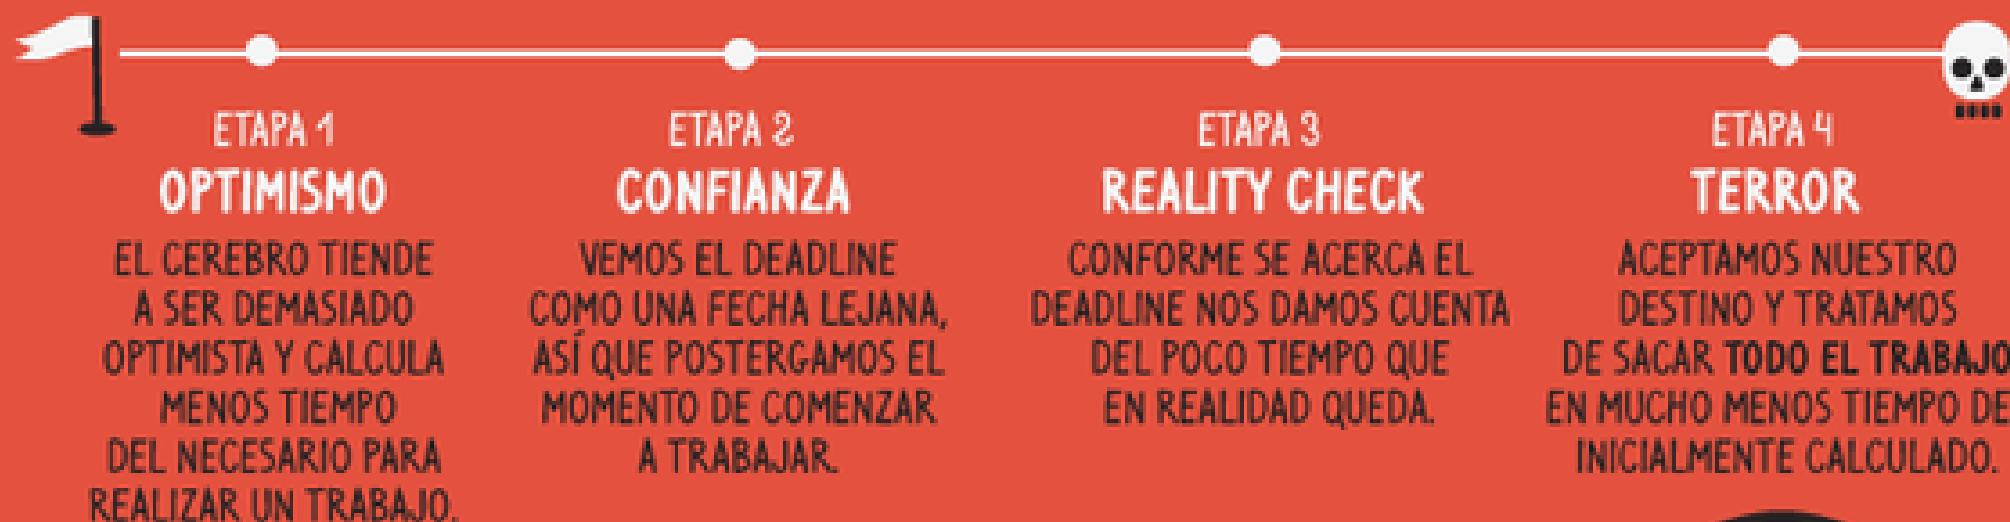 ETAPA 1
OPTIMISMO
EL CEREBRO TIENDE
A SER DEMASIADO
OPTIMISTA Y CALCULA
MENOS TIEMPO
DEL NECESARIO PARA
REALIZAR UN TRABAJO.
ETAPA 2
CONFIANZA
VEMOS EL DEADLINE
COMO UNA FECHA LEJANA,
ASÍ QUE POSTERGAMOS EL
MOMENTO DE COMENZAR
A TRABAJAR.
ETAPA 3
REALITY CHECK
CONFORME SE ACERCA EL
DEADLINE NOS DAMOS CUENTA
DEL POCO TIEMPO QUE
EN REALIDAD QUEDA.
ETAPA 4
TERROR
ACEPTAMOS NUESTRO
DESTINO Y TRATAMOS
DE SACAR TODO EL TRABAJO
EN MUCHO MENOS TIEMPO DE
INICIALMENTE CALCULADO.